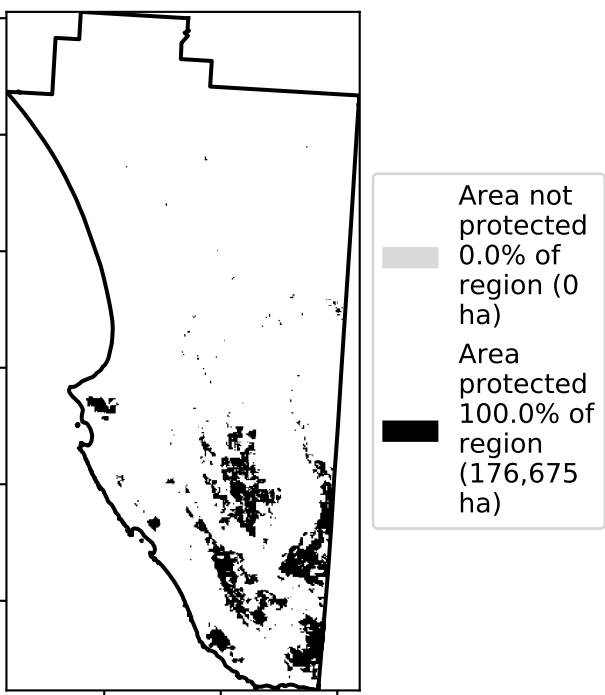 Area not
protected
0.0% of
region (0
ha)
Area
protected
100.0% of
region
(176,675
ha)